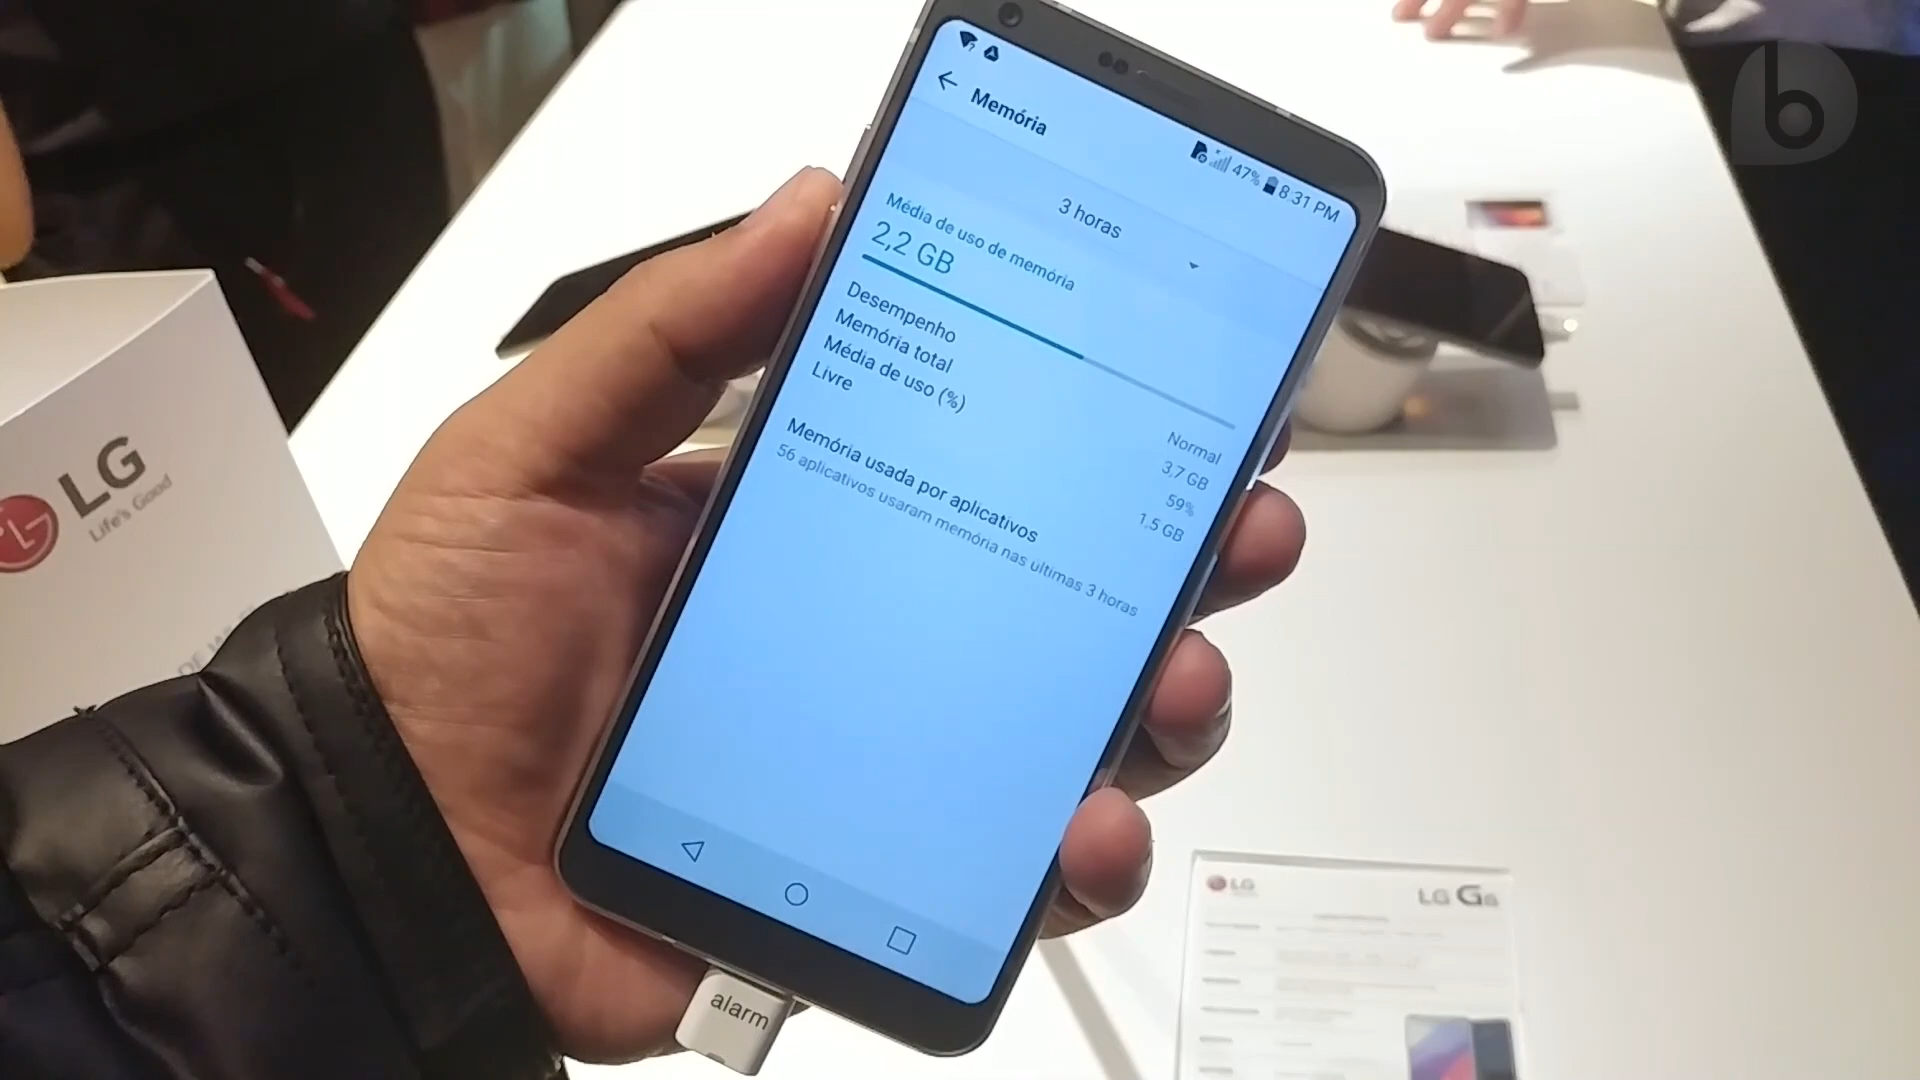 Memória
47% 8:31 PM
3 horas
Média de uso de memória
2,2 GB
Desempenho Normal
Memória total 3,7 GB
Média de uso (%) 59%
Livre 1,5 GB
Memória usada por aplicativos
56 aplicativos usaram memória nas ultimas 3 horas
LG
Life's Good
alarm
LG
LG G6
b